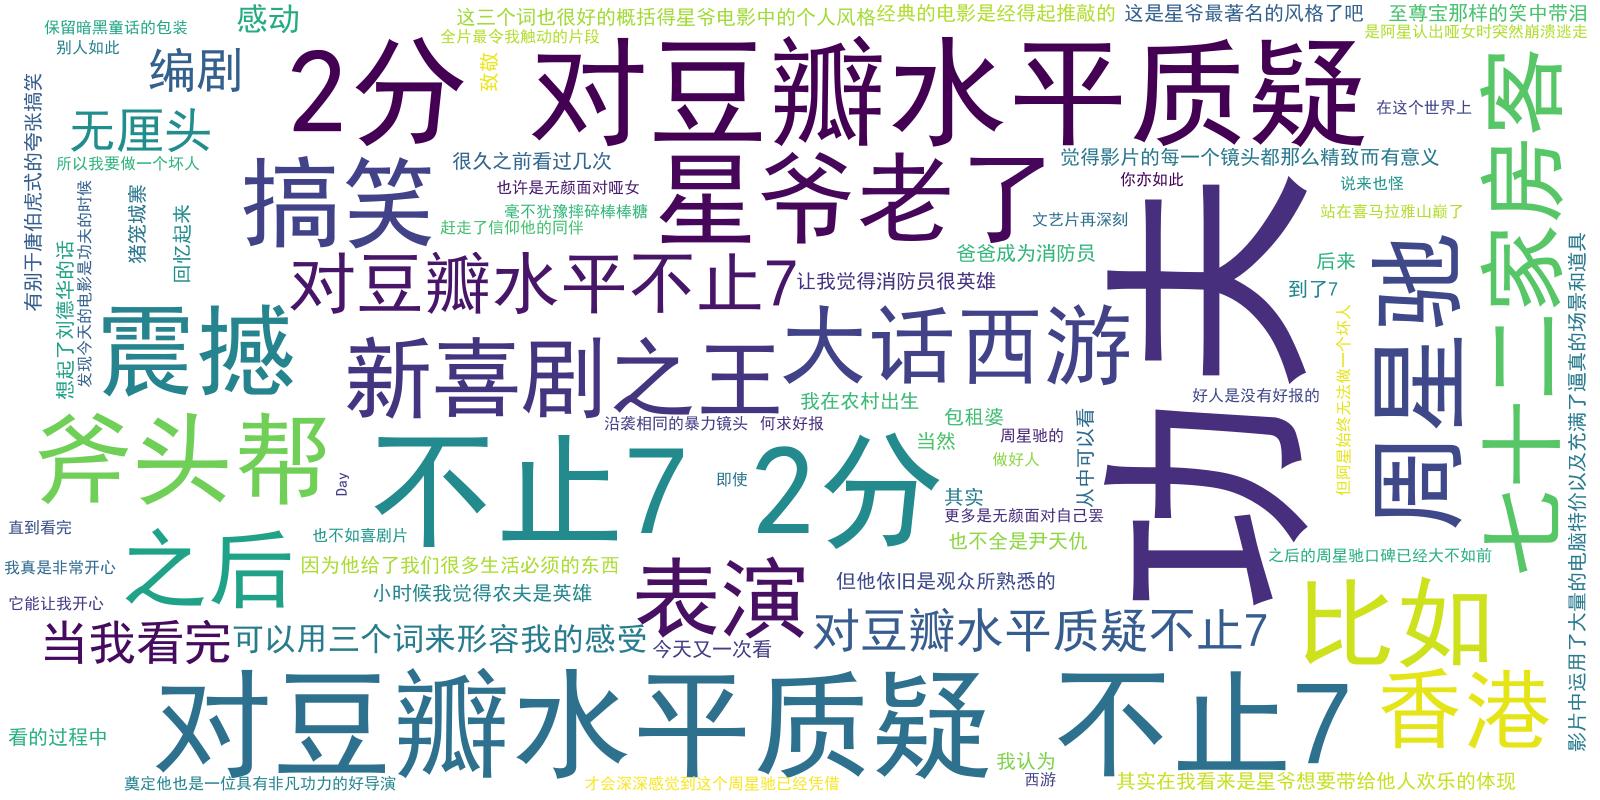 保留暗黑童话的包装
感动
这三个词也很好的概括得星爷电影中的个人风格
经典的电影是经得起推敲的
这是星爷最著名的风格了吧
至尊宝那样的笑中带泪
别人如此
编剧
全片最令我触动的片段
致敬
是阿星认出哑女时突然崩溃逃走
2分 对豆瓣水平质疑
在这个世界上
七十二家房客
有别于唐伯虎式的夸张搞笑
无厘头
所以我要做一个坏人
搞笑
很久之前看过几次
星爷老了
觉得影片的每一个镜头都那么精致而有意义
也许是无颜面对哑女
你亦如此
说来也怪
毫不犹豫摔碎棒棒糖
赶走了信仰他的同伴
文艺片再深刻
站在喜马拉雅山巅了
发现今天的电影是功夫的时候
猪笼城寨
回忆起来
想起了刘德华的话
爸爸成为消防员
功夫
后来
到了7
周星驰
影片中运用了大量的电脑特价以及充满了逼真的场景和道具
对豆瓣水平不止7
让我觉得消防员很英雄
震撼
新喜剧之王
大话西游
但阿星始终无法做一个坏人
好人是没有好报的
我在农村出生
沿袭相同的暴力镜头
何求好报
包租婆
斧头帮
Day
不止7 2分
当然
周星驰的
做好人
从中可以看
即使
其实
更多是无颜面对自己罢
直到看完
之后
也不如喜剧片
也不全是尹天仇
之后的周星驰口碑已经大不如前
我真是非常开心
因为他给了我们很多生活必须的东西
表演
但他依旧是观众所熟悉的
小时候我觉得农夫是英雄
比如
它能让我开心
当我看完
可以用三个词来形容我的感受
今天又一次看
对豆瓣水平质疑不止7
对豆瓣水平质疑 不止7
香港
看的过程中
我认为
奠定他也是一位具有非凡功力的好导演
才会深深感觉到这个周星驰已经凭借
西游
其实在我看来是星爷想要带给他人欢乐的体现